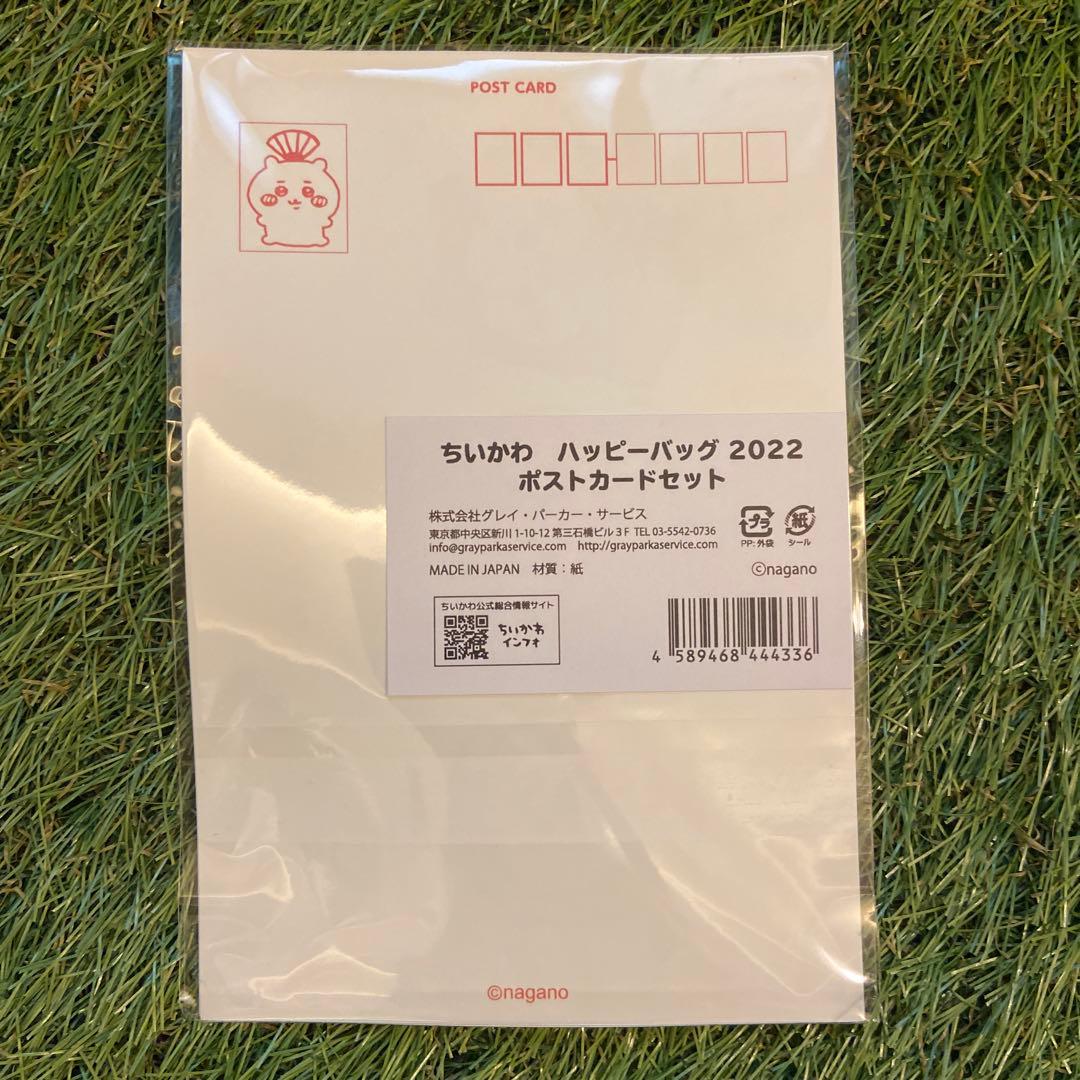 POST CARD
ちいかわ ハッピーバッグ 2022
ポストカードセット
株式会社グレイ・パーカー・サービス
東京都中央区新川1-10-12 第三石橋ビル3F TEL 03-5542-0736
info@grayparkaservice.com http://grayparkaservice.com
プラ
PP:外袋
紙
シール
MADE IN JAPAN 材質:紙
©nagano
ちいかわ公式総合情報サイト
ちいかわ
インフォ
4 589468 444336
©nagano